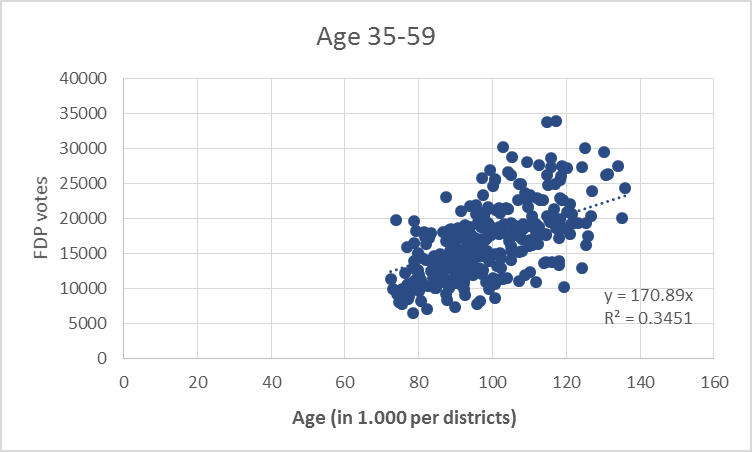 Age 35-59
40000
35000
30000
25000
20000
15000
10000
5000
0
FDP votes
y = 170.89x
R² = 0.3451
0 20 40 60 80 100 120 140 160
Age (in 1.000 per districts)